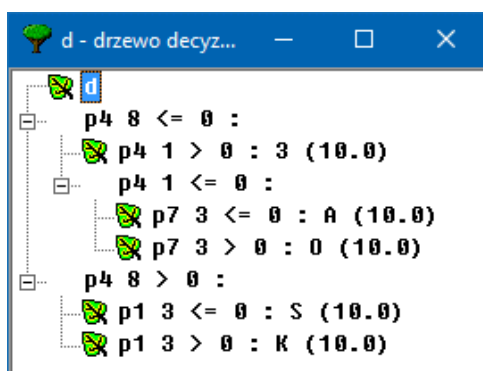 d - drzewo decyz...
d
p4 8 <= 0 :
p4 1 > 0 : 3 (10.0)
p4 1 <= 0 :
p7 3 <= 0 : A (10.0)
p7 3 > 0 : O (10.0)
p4 8 > 0 :
p1 3 <= 0 : S (10.0)
p1 3 > 0 : K (10.0)